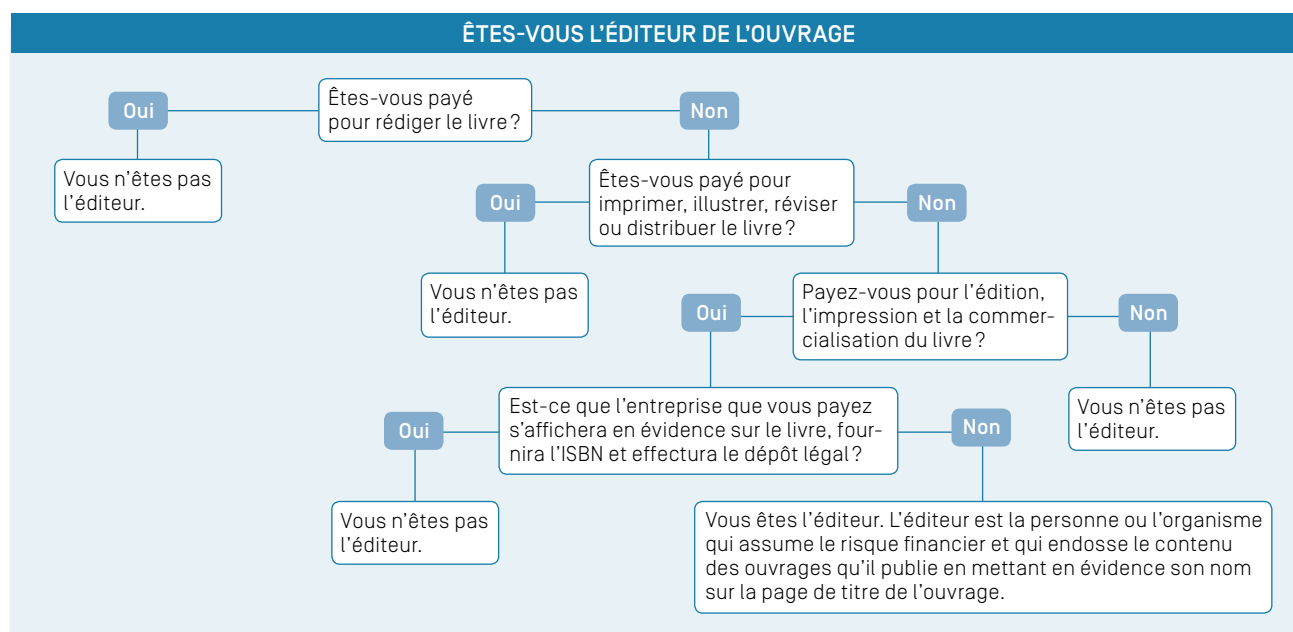 ÊTES-VOUS L'ÉDITEUR DE L'OUVRAGE
Oui
Êtes-vous payé
pour rédiger le livre?
Non
Vous n'êtes pas
l'éditeur.
Oui
Êtes-vous payé pour
imprimer, illustrer, réviser
ou distribuer le livre?
Non
Vous n'êtes pas
l'éditeur.
Oui
Payez-vous pour l'édition,
l'impression et la commer-
cialisation du livre?
Non
Oui
Est-ce que l'entreprise que vous payez
s'affichera en évidence sur le livre, four-
nira l'ISBN et effectura le dépôt légal?
Non
Vous n'êtes pas
l'éditeur.
Vous n'êtes pas
l'éditeur.
Vous êtes l'éditeur. L'éditeur est la personne ou l'organisme
qui assume le risque financier et qui endosse le contenu
des ouvrages qu'il publie en mettant en évidence son nom
sur la page de titre de l'ouvrage.